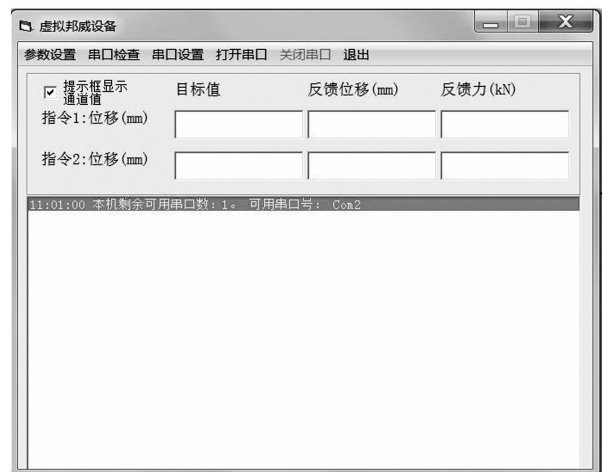 虚拟邦威设备
参数设置 串口检查 串口设置 打开串口 关闭串口 退出
提示框显示通道值 目标值 反馈位移(mm) 反馈力(kN)
指令1:位移(mm)
指令2:位移(mm)
11:01:00 本机剩余可用串口数:1。 可用串口号: Com2